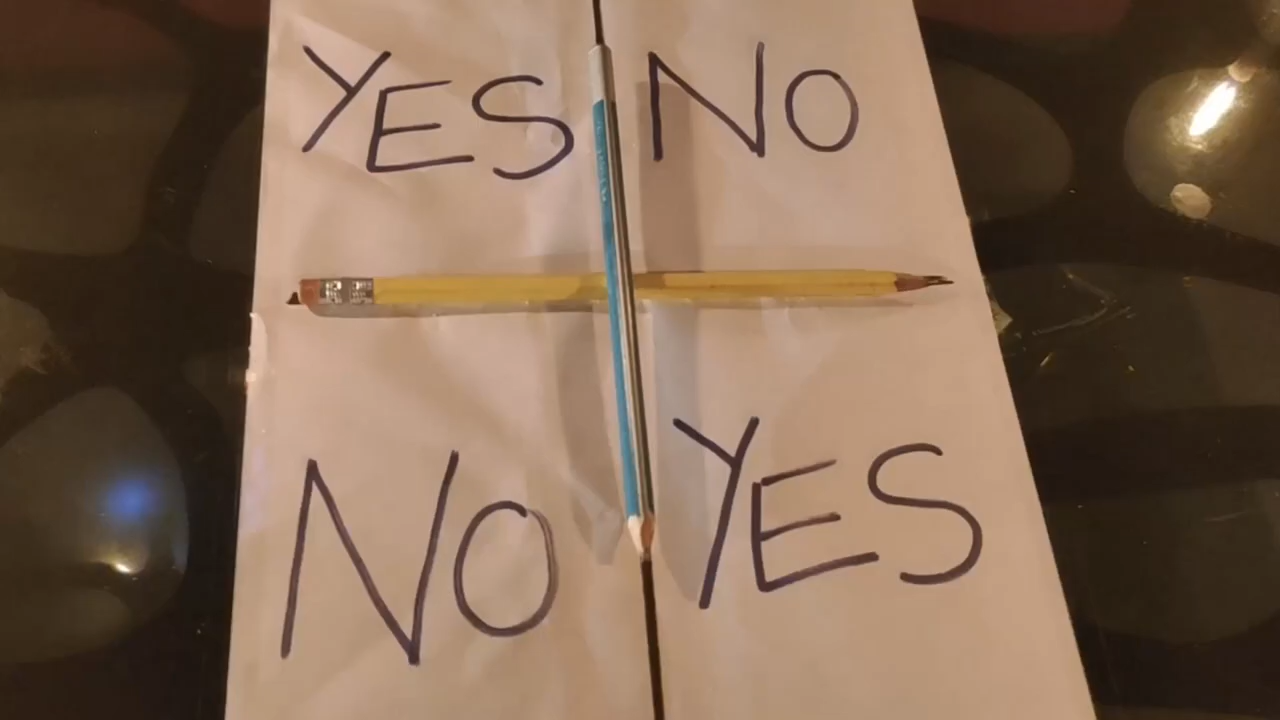 YES NO
NO YES